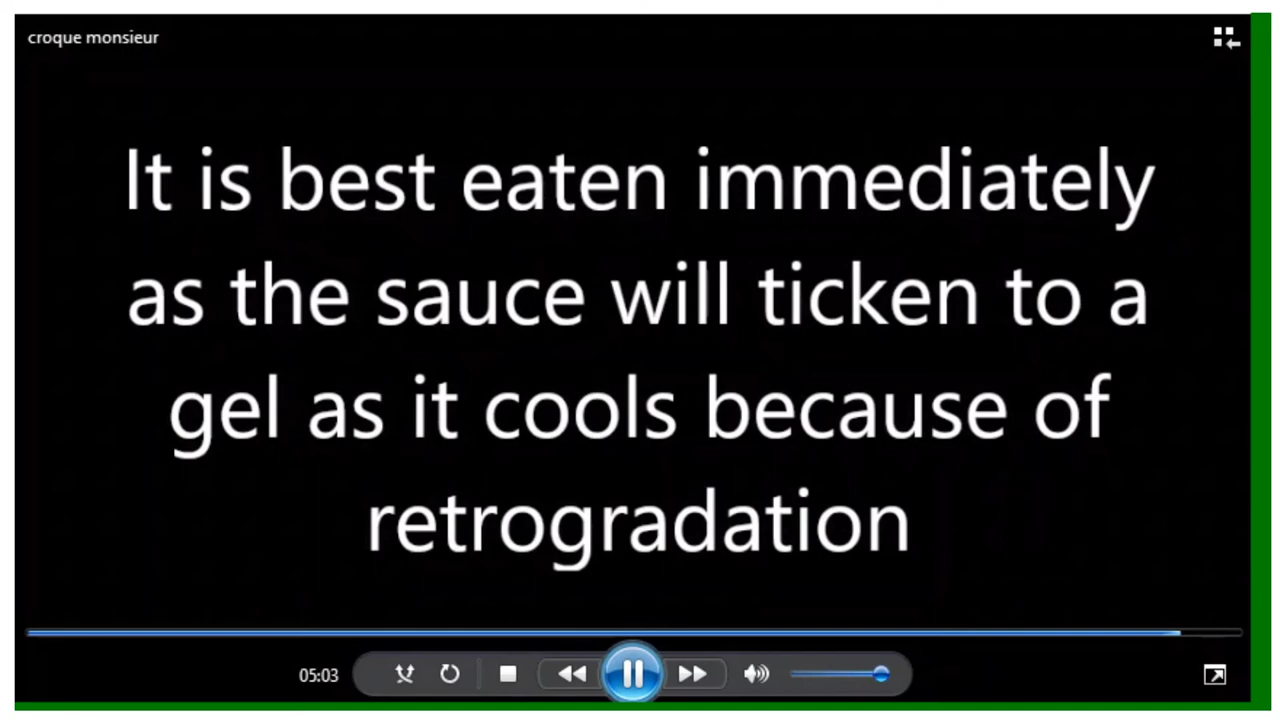 croque monsieur
It is best eaten immediately
as the sauce will ticken to a
gel as it cools because of
retrogradation
05:03